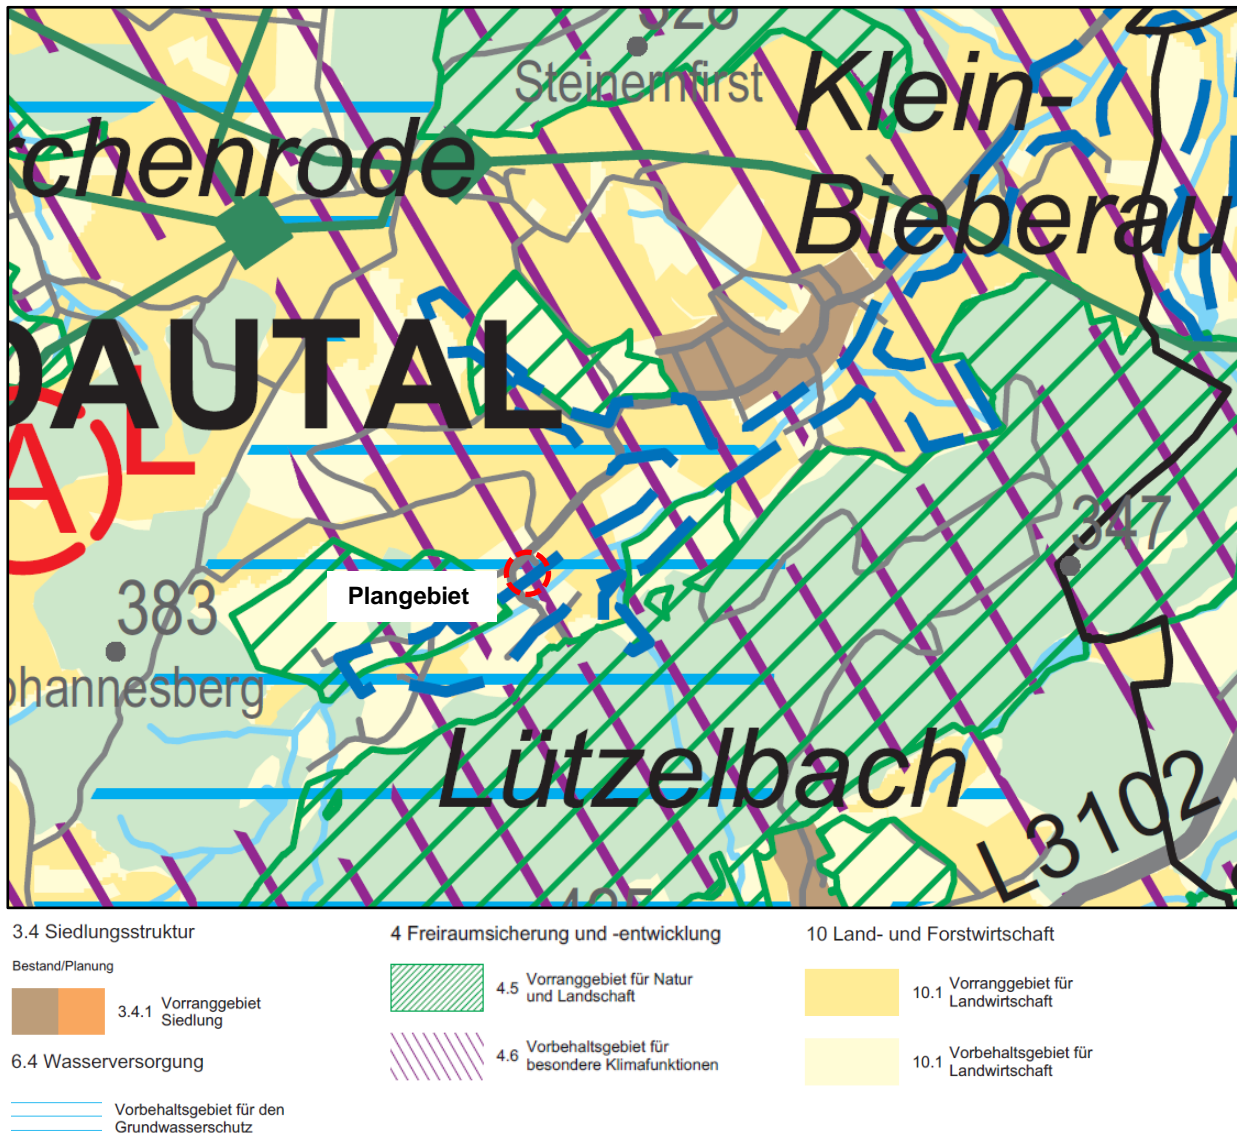 528
Steinernfirst
Klein-
Bieberau
rchenrode
DAUTAL
A
L
347
Plangebiet
383
ohannesberg
Lützelbach
L3102
3.4 Siedlungsstruktur
Bestand/Planung
3.4.1 Vorranggebiet
Siedlung
6.4 Wasserversorgung
Vorbehaltsgebiet für den
Grundwasserschutz
4 Freiraumsicherung und -entwicklung
4.5 Vorranggebiet für Natur
und Landschaft
4.6 Vorbehaltsgebiet für
besondere Klimafunktionen
10 Land- und Forstwirtschaft
10.1 Vorranggebiet für
Landwirtschaft
10.1 Vorbehaltsgebiet für
Landwirtschaft